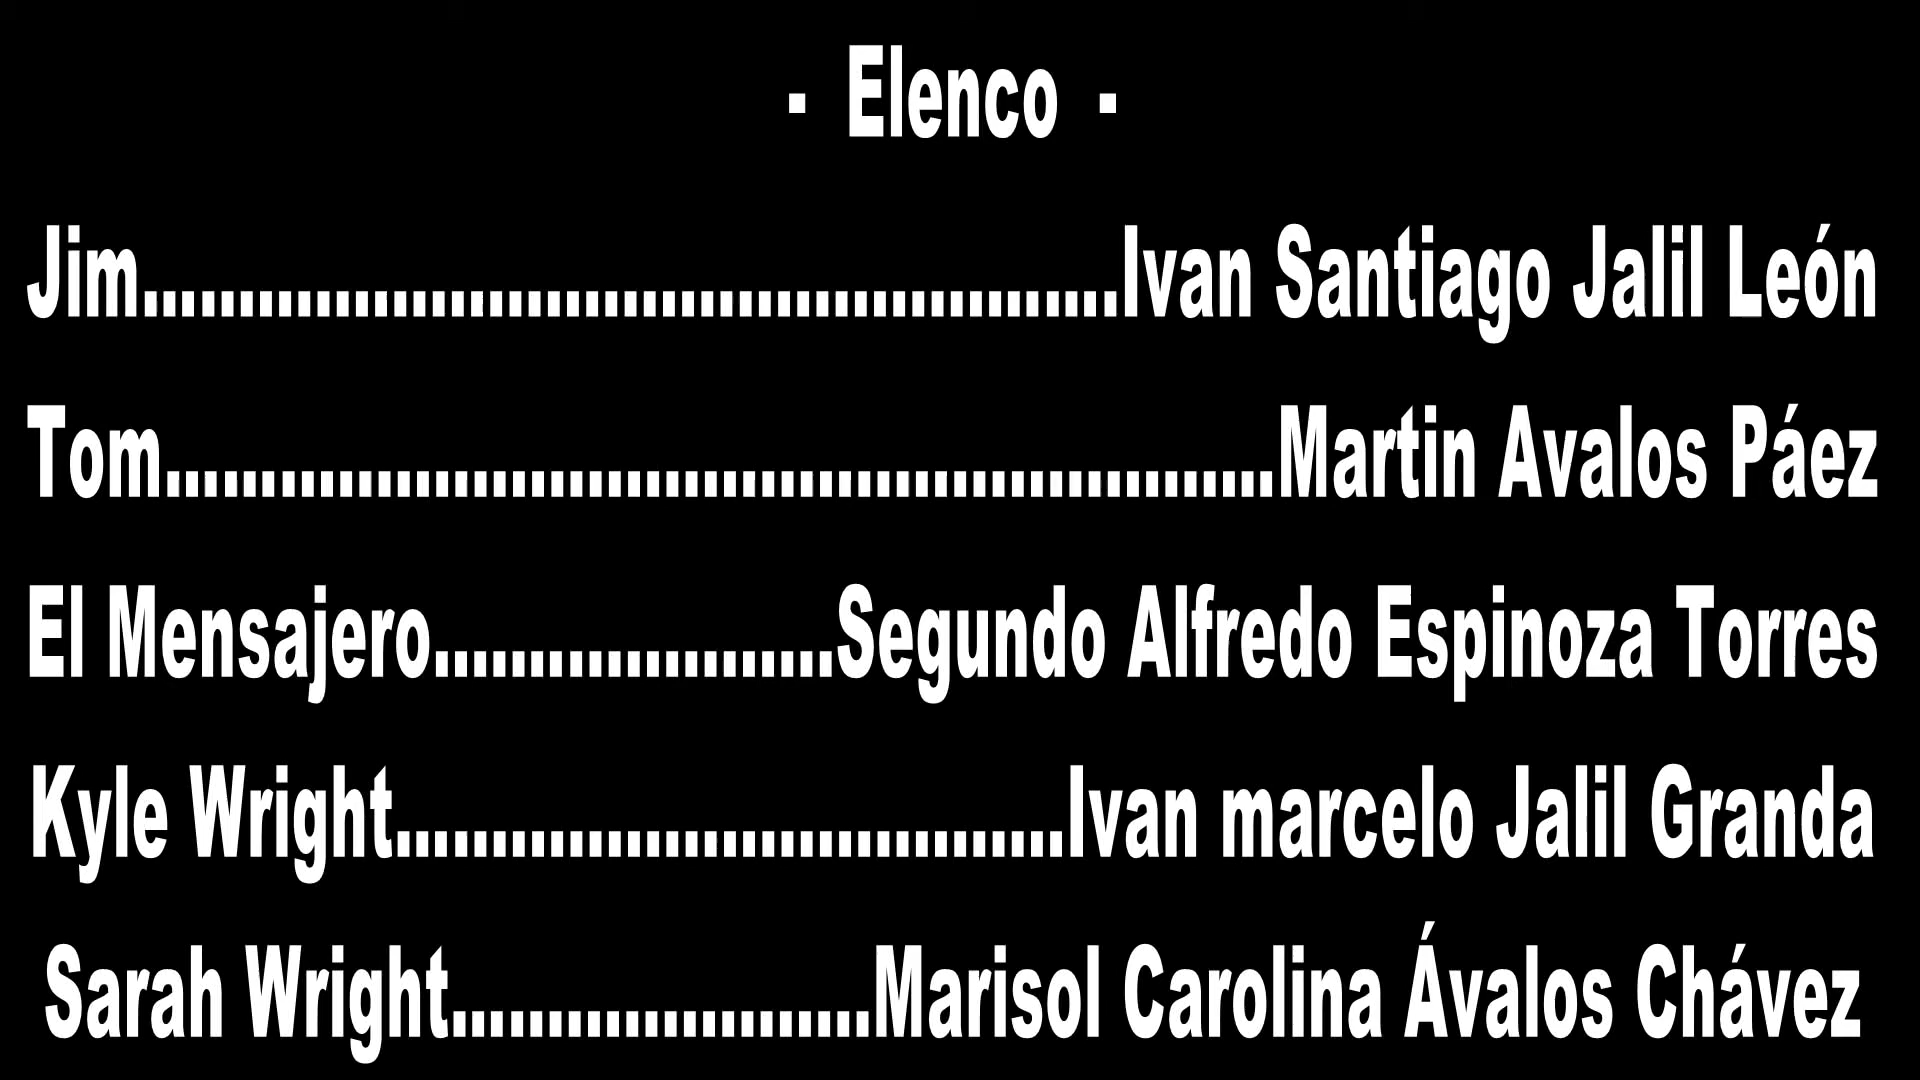 - Elenco -
Jim...................................................Ivan Santiago Jalil León
Tom..........................................................Martin Avalos Páez
El Mensajero.....................Segundo Alfredo Espinoza Torres
Kyle Wright...................................Ivan marcelo Jalil Granda
Sarah Wright......................Marisol Carolina Ávalos Chávez